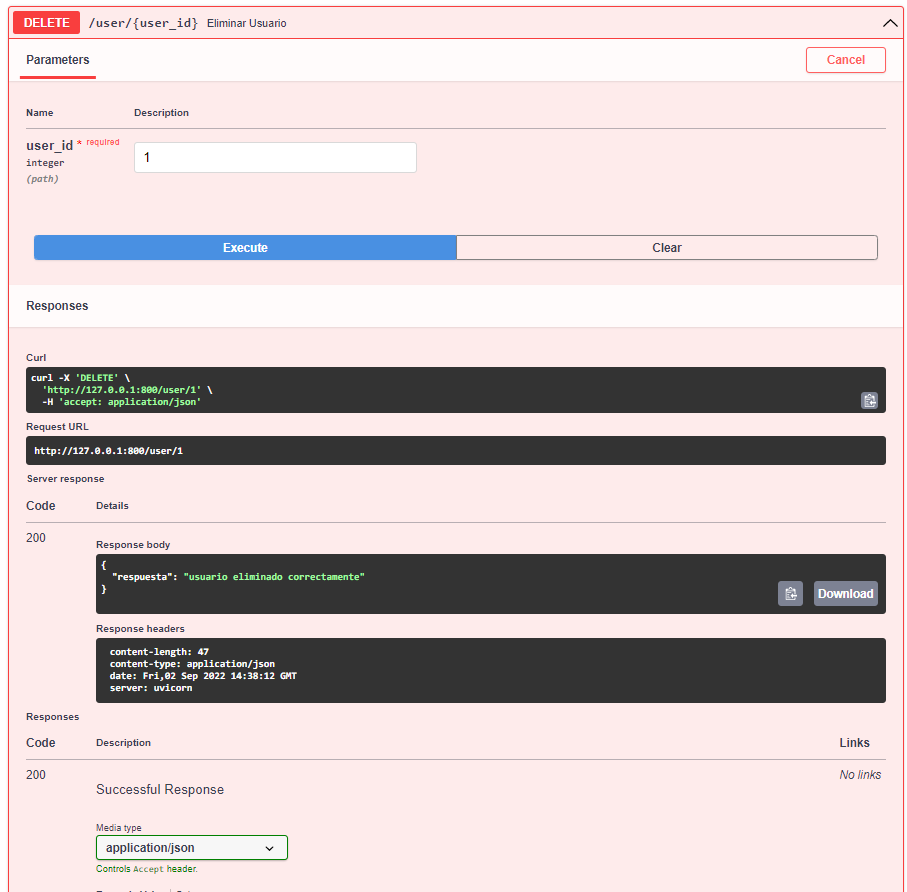 DELETE /user/{user_id} Eliminar Usuario
Parameters Cancel
Name Description
user_id * required 1
integer
(path)
Execute Clear
Responses
Curl
curl -X 'DELETE' \
'http://127.0.0.1:800/user/1' \
-H 'accept: application/json'
Request URL
http://127.0.0.1:800/user/1
Server response
Code Details
200
Response body
{
"respuesta": "usuario eliminado correctamente"
}
Download
Response headers
content-length: 47
content-type: application/json
date: Fri,02 Sep 2022 14:38:12 GMT
server: uvicorn
Responses
Code Description Links
200 No links
Successful Response
Media type
application/json
Controls Accept header.